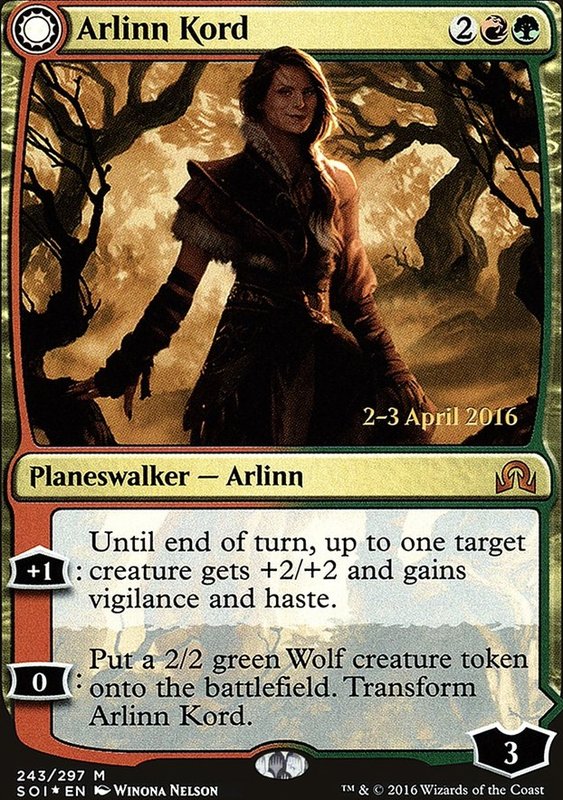 Arlinn Kord 2
2–3 April 2016
Planeswalker — Arlinn
Until end of turn, up to one target
+1 : creature gets +2/+2 and gains
vigilance and haste.
Put a 2/2 green Wolf creature token
0 : onto the battlefield. Transform
Arlinn Kord.
3
243/297 M
SOI★EN Winona Nelson
™ & © 2016 Wizards of the Coast